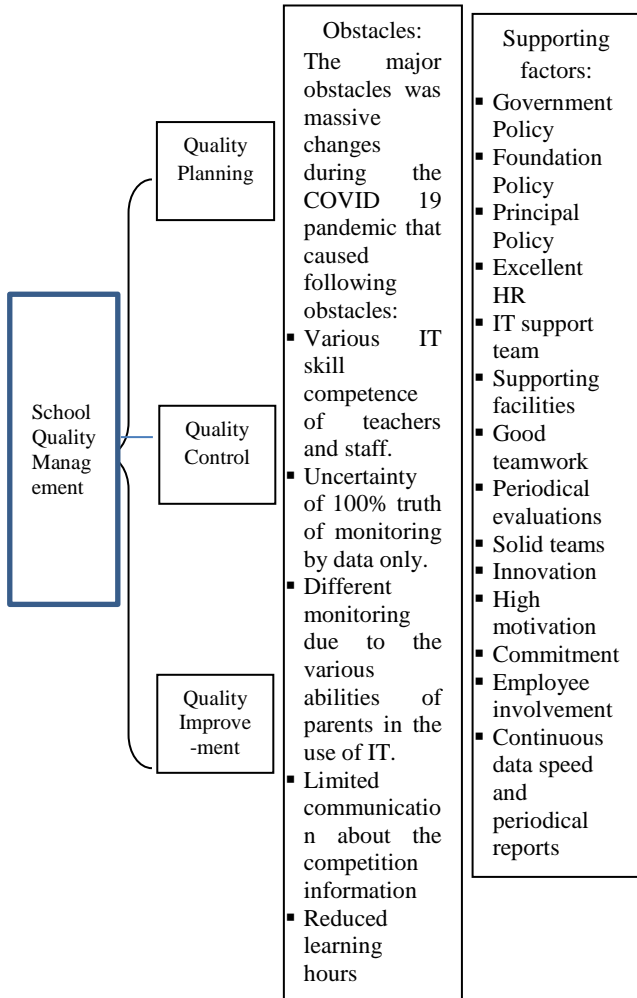 School
Quality
Manag
ement
Quality
Planning
Quality
Control
Quality
Improve
-ment
Obstacles:
The major
obstacles was
massive
changes
during the
COVID 19
pandemic that
caused
following
obstacles:
▪ Various IT
skill
competence
of teachers
and staff.
▪ Uncertainty
of 100% truth
of monitoring
by data only.
▪ Different
monitoring
due to the
various
abilities of
parents in the
use of IT.
▪ Limited
communicatio
n about the
competition
information
▪ Reduced
learning
hours
Supporting
factors:
▪ Government
Policy
▪ Foundation
Policy
▪ Principal
Policy
▪ Excellent
HR
▪ IT support
team
▪ Supporting
facilities
▪ Good
teamwork
▪ Periodical
evaluations
▪ Solid teams
▪ Innovation
▪ High
motivation
▪ Commitment
▪ Employee
involvement
▪ Continuous
data speed
and
periodical
reports